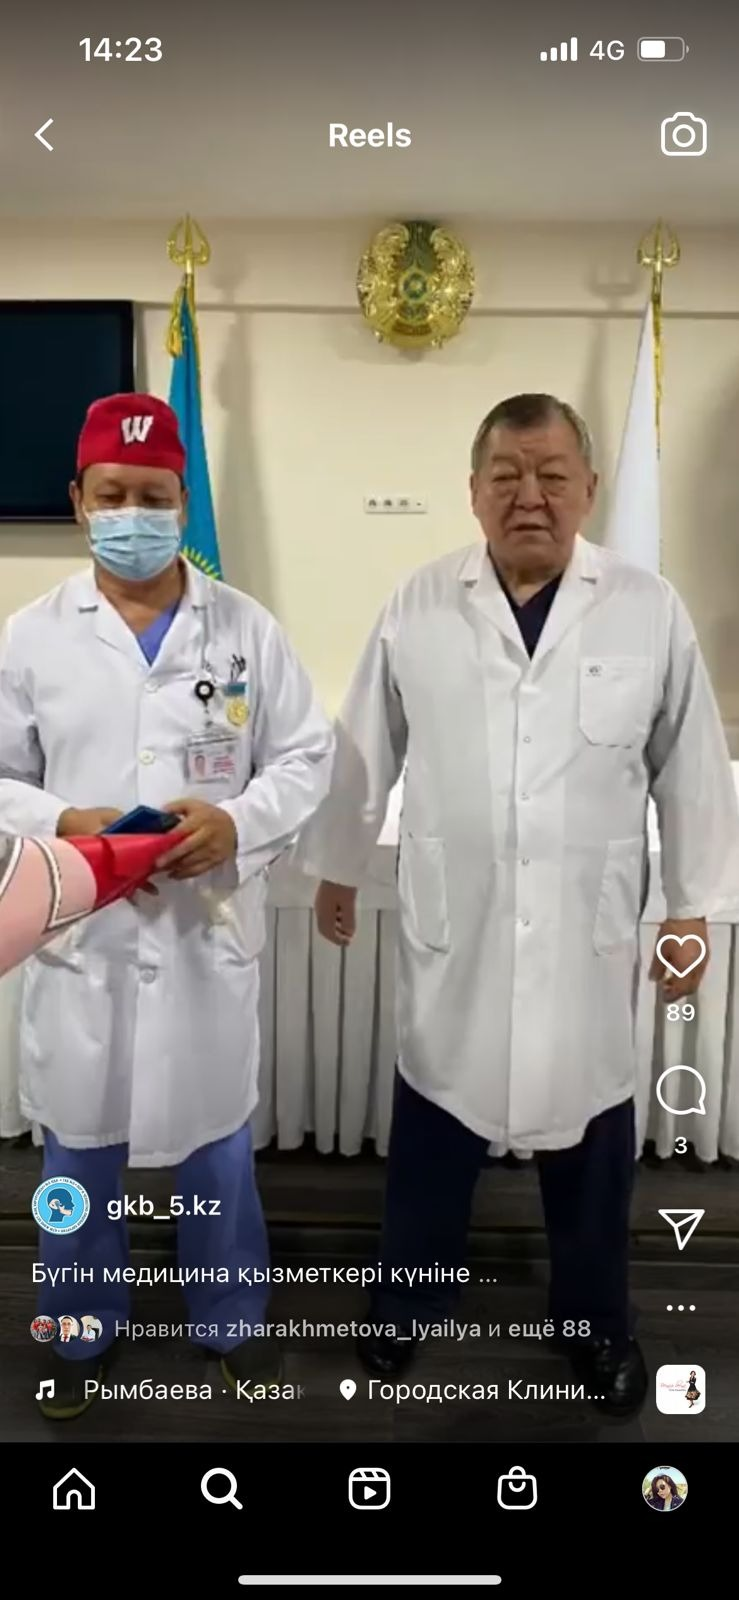 14:23
4G
Reels
W
89
3
gkb_5.kz
Бүгін медицина қызметкері күніне ...
Нравится zharakhmetova_lyailya и ещё 88
Рымбаева · Қазақ
Городская Клини...